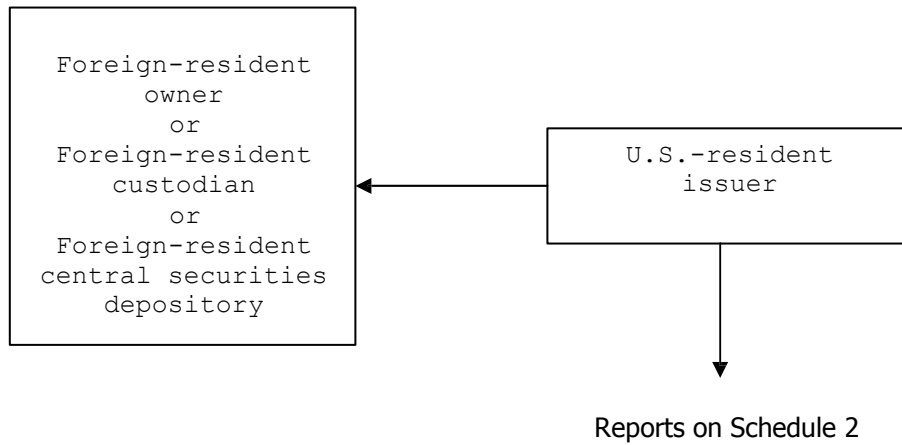 Foreign-resident
owner
or
Foreign-resident
custodian
or
Foreign-resident
central securities
depository
U.S.-resident
issuer
Reports on Schedule 2